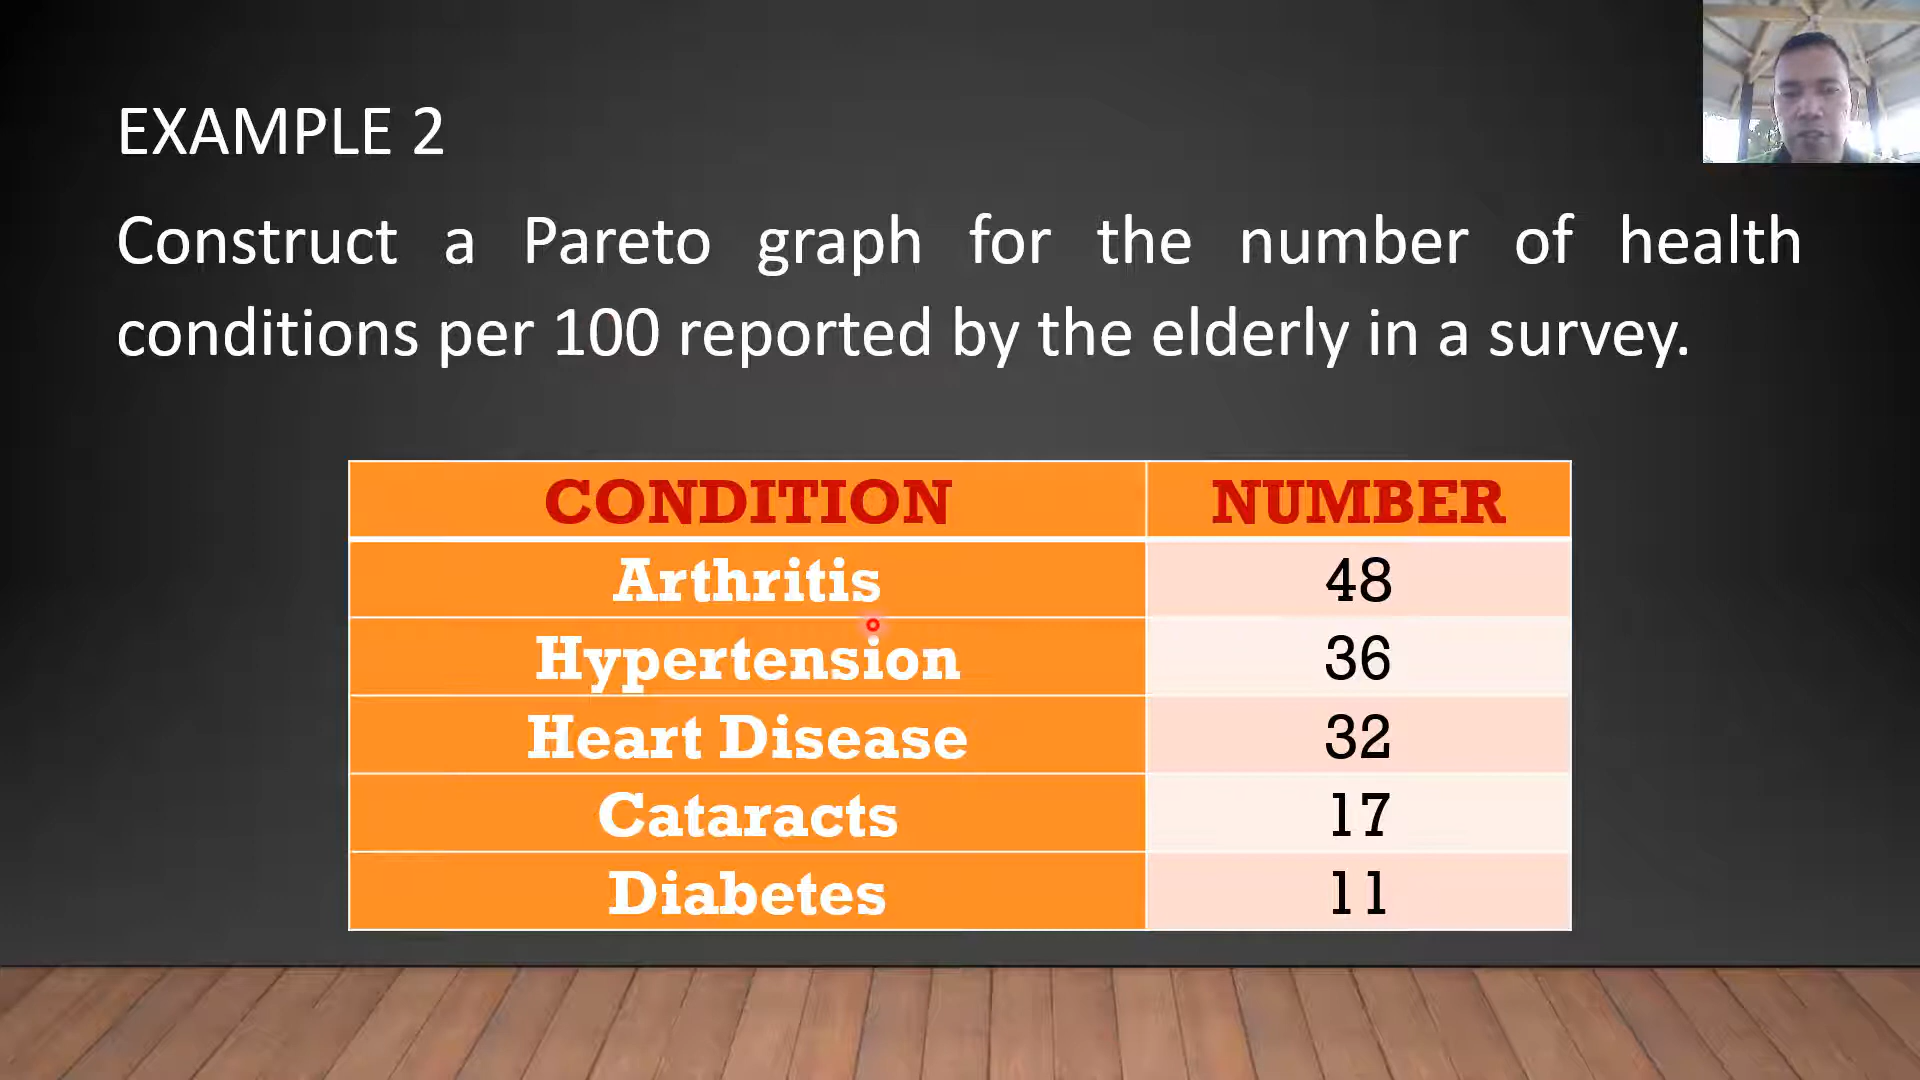 EXAMPLE 2
Construct a Pareto graph for the number of health
conditions per 100 reported by the elderly in a survey.
CONDITION NUMBER
Arthritis 48
Hypertension 36
Heart Disease 32
Cataracts 17
Diabetes 11